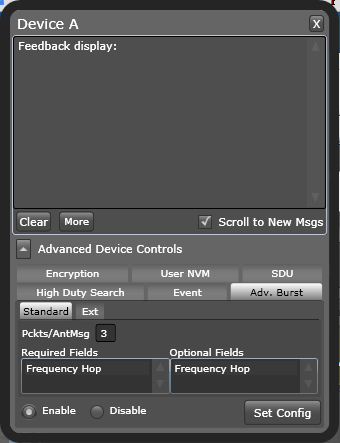 Device A X
Feedback display:
Clear More Scroll to New Msgs
Advanced Device Controls
Encryption User NVM SDU
High Duty Search Event Adv. Burst
Standard Ext
Pckts/AntMsg 3
Required Fields Optional Fields
Frequency Hop Frequency Hop
Enable Disable Set Config